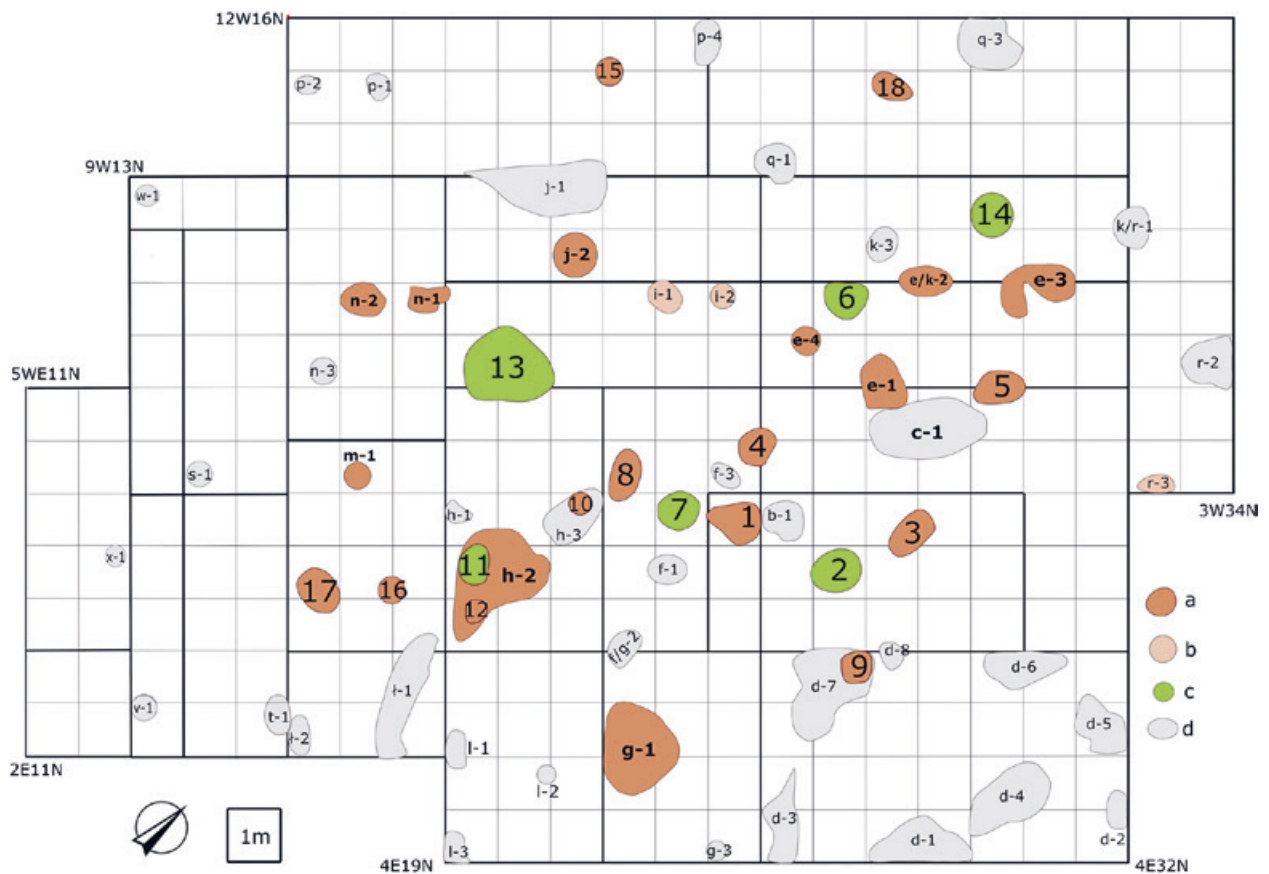 12W16N
p-4
q-3
15
p-2
p-1
18
q-1
9W13N
j-1
w-1
14
k/r-1
k-3
j-2
e/k-2
e-3
n-2
n-1
i-1
i-2
6
e-4
13
r-2
n-3
5WE11N
e-1
5
c-1
4
m-1
8
f-3
s-1
r-3
10
7
3W34N
h-1
1
b-1
3
h-3
x-1
11
h-2
f-1
2
17
16
a
12
f/g-2
d-8
b
9
d-6
d-7
ł-1
c
v-1
t-1
d-5
d
ł-2
l-1
g-1
2E11N
l-2
d-4
d-3
1m
d-1
d-2
l-3
g-3
4E19N
4E32N